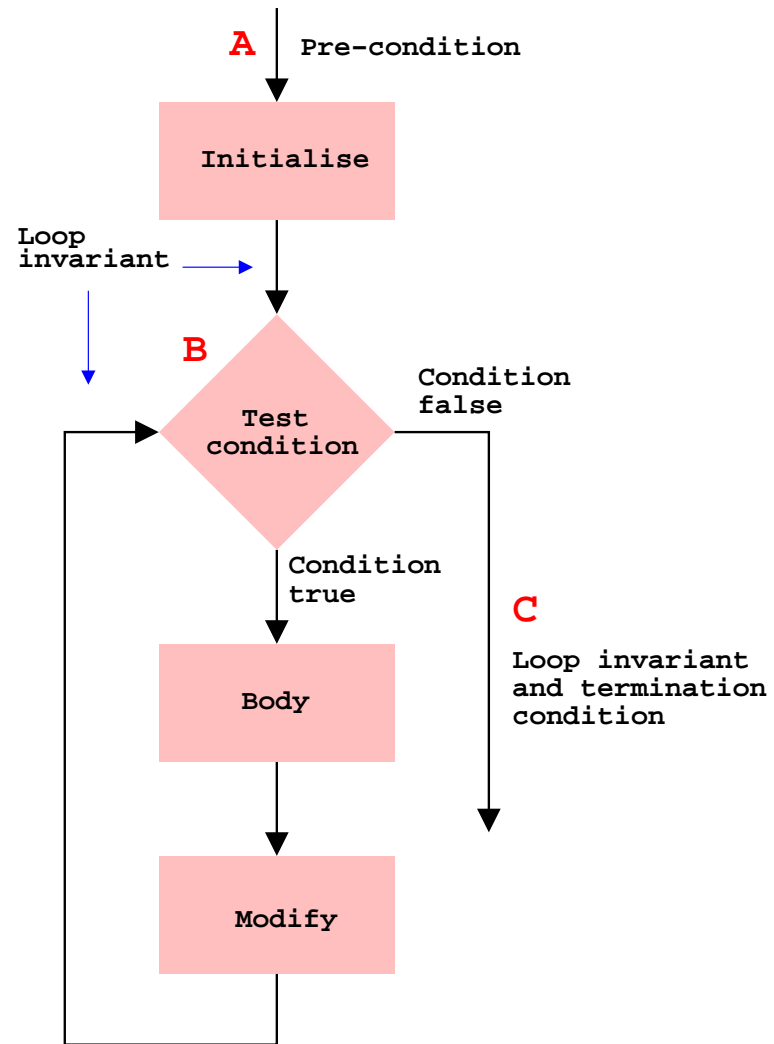 A
Pre-condition
Initialise
Loop
invariant
B
Test
condition
Condition
false
Condition
true
C
Loop invariant
and termination
condition
Body
Modify